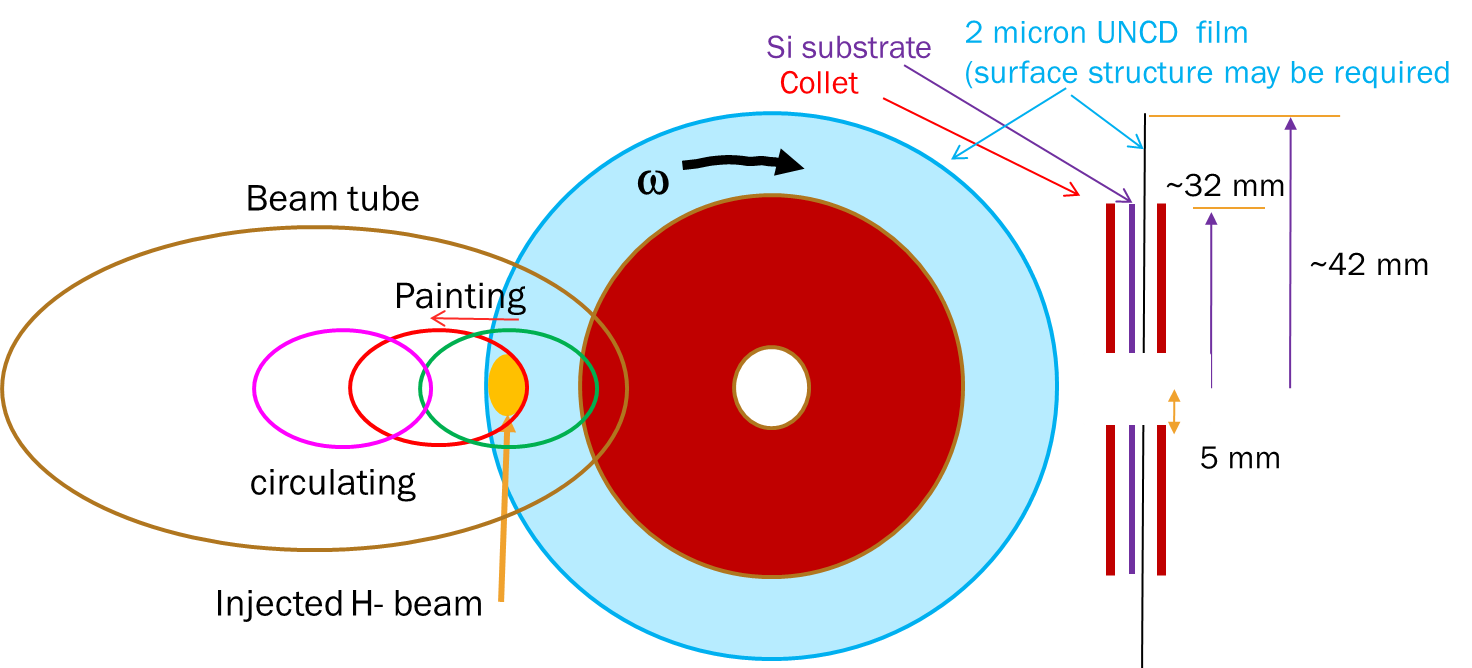 Si substrate
Collet
2 micron UNCD film
(surface structure may be required
ω
~32 mm
Beam tube
~42 mm
Painting
5 mm
circulating
Injected H- beam